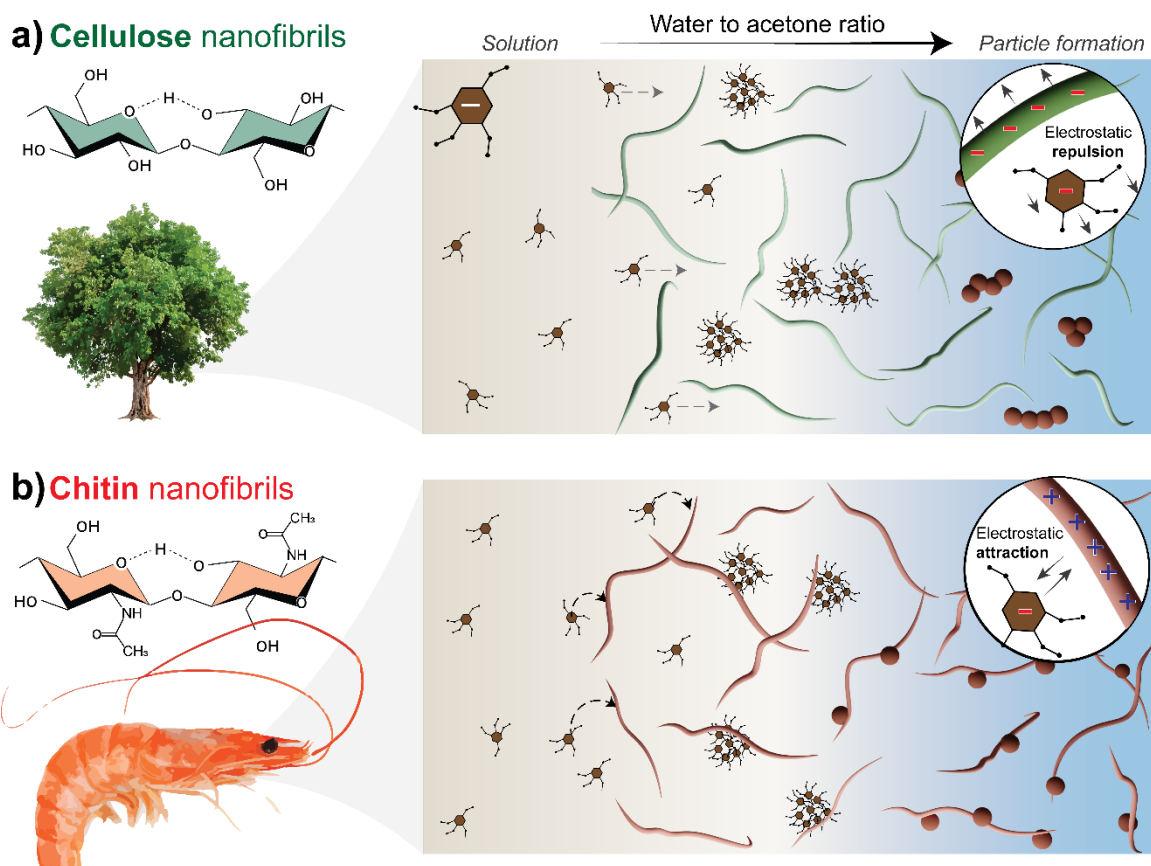 a) Cellulose nanofibrils
Solution
Water to acetone ratio
Particle formation
OH
O
H
O
OH
O
HO
OH
O
OH
Electrostatic
repulsion
b) Chitin nanofibrils
OH
O
H
O
CH₃
O
NH
O
HO
NH
O
O
CH₃
OH
Electrostatic
attraction